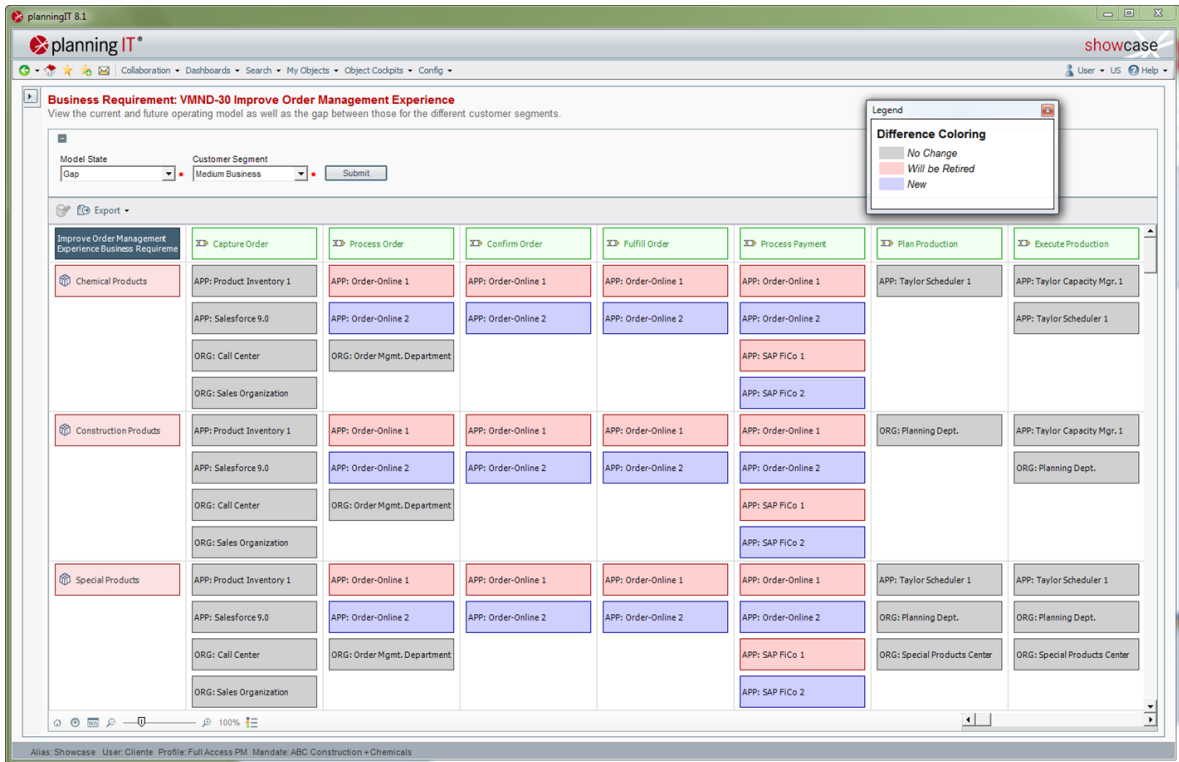 planningIT 8.1
planning IT®
showcase
Collaboration Dashboards Search My Objects Object Cockpits Config
User US Help
Business Requirement: VMND-30 Improve Order Management Experience
View the current and future operating model as well as the gap between those for the different customer segments.
Legend
Difference Coloring
No Change
Will be Retired
New
Model State Customer Segment
Gap Medium Business Submit
Export
Improve Order Management
Experience Business Requireme
Capture Order Process Order Confirm Order Fulfill Order Process Payment Plan Production Execute Production
Chemical Products APP: Product Inventory 1 APP: Order-Online 1 APP: Order-Online 1 APP: Order-Online 1 APP: Order-Online 1 APP: Taylor Scheduler 1 APP: Taylor Capacity Mgr. 1
APP: Salesforce 9.0 APP: Order-Online 2 APP: Order-Online 2 APP: Order-Online 2 APP: Order-Online 2 APP: Taylor Scheduler 1
ORG: Call Center ORG: Order Mgmt. Department APP: SAP FiCo 1
ORG: Sales Organization APP: SAP FiCo 2
Construction Products APP: Product Inventory 1 APP: Order-Online 1 APP: Order-Online 1 APP: Order-Online 1 APP: Order-Online 1 ORG: Planning Dept. APP: Taylor Capacity Mgr. 1
APP: Salesforce 9.0 APP: Order-Online 2 APP: Order-Online 2 APP: Order-Online 2 APP: Order-Online 2 ORG: Planning Dept.
ORG: Call Center ORG: Order Mgmt. Department APP: SAP FiCo 1
ORG: Sales Organization APP: SAP FiCo 2
Special Products APP: Product Inventory 1 APP: Order-Online 1 APP: Order-Online 1 APP: Order-Online 1 APP: Order-Online 1 APP: Taylor Scheduler 1 APP: Taylor Scheduler 1
APP: Salesforce 9.0 APP: Order-Online 2 APP: Order-Online 2 APP: Order-Online 2 APP: Order-Online 2 ORG: Planning Dept. ORG: Planning Dept.
ORG: Call Center ORG: Order Mgmt. Department APP: SAP FiCo 1 ORG: Special Products Center ORG: Special Products Center
ORG: Sales Organization APP: SAP FiCo 2
100%
Alias: Showcase User: Cliente Profile: Full Access PM Mandate: ABC Construction + Chemicals